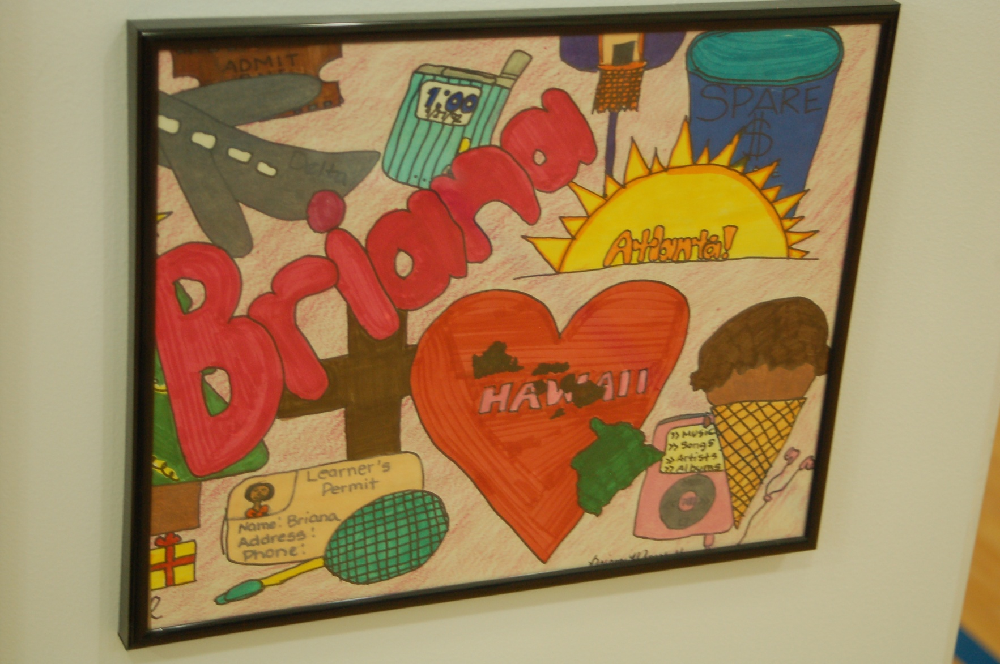 ADMIT
Delta
1:00
SPARE
$
Briana
Atlanta!
HAWAII
>> Music
>> Songs
>> Artists
>> Albums
Learner's
Permit
Name: Briana
Address:
Phone: